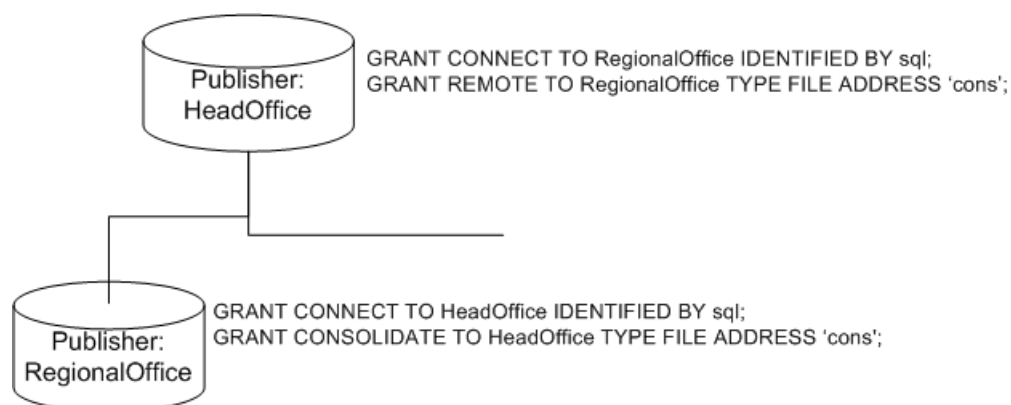 Publisher:
HeadOffice
GRANT CONNECT TO RegionalOffice IDENTIFIED BY sql;
GRANT REMOTE TO RegionalOffice TYPE FILE ADDRESS ‘cons’;
Publisher:
RegionalOffice
GRANT CONNECT TO HeadOffice IDENTIFIED BY sql;
GRANT CONSOLIDATE TO HeadOffice TYPE FILE ADDRESS ‘cons’;